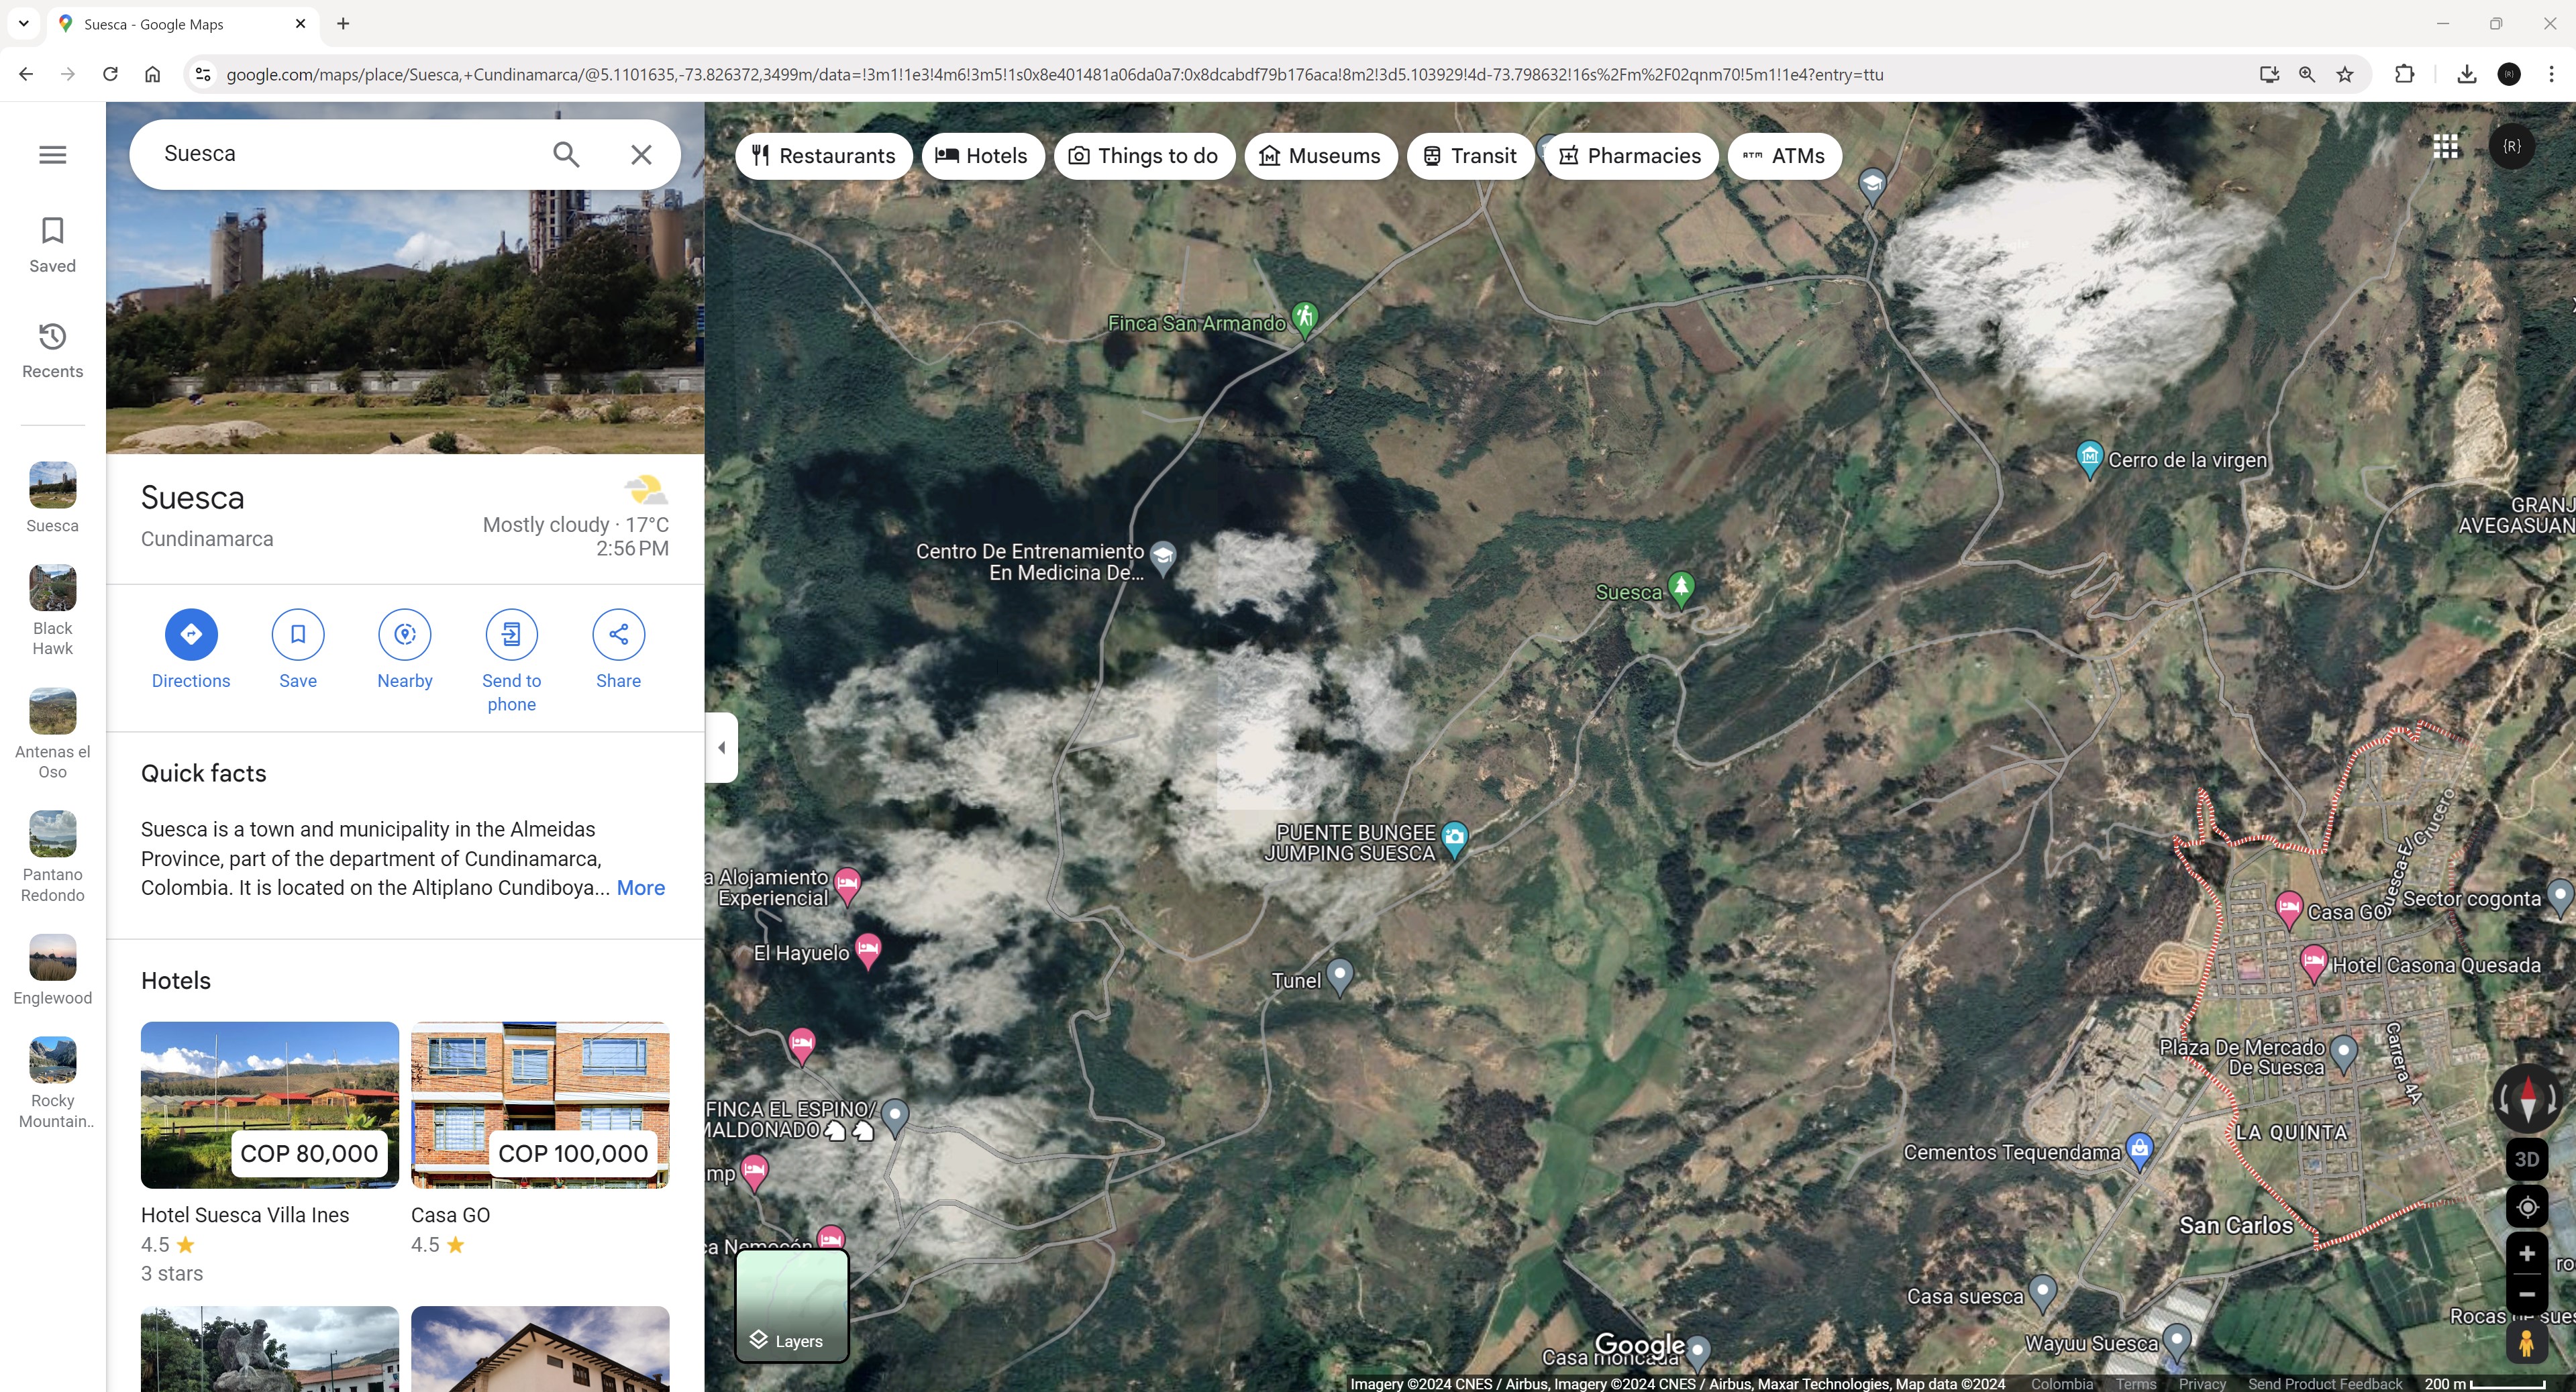 Suesca - Google Maps
google.com/maps/place/Suesca,+Cundinamarca/@5.1101635,-73.826372,3499m/data=!3m1!1e3!4m6!3m5!1s0x8e401481a06da0a7:0x8dcabdf79b176aca!8m2!3d5.103929!4d-73.798632!16s%2Fm%2F02qnm70!5m1!1e4?entry=ttu
Suesca
Restaurants
Hotels
Things to do
Museums
Transit
Pharmacies
ATM ATMs
{R}
Saved
Recents
Suesca
Black
Hawk
Antenas el
Oso
Pantano
Redondo
Englewood
Rocky
Mountain..
Suesca
Cundinamarca
Mostly cloudy · 17°C
2:56 PM
Directions
Save
Nearby
Send to
phone
Share
Quick facts
Suesca is a town and municipality in the Almeidas
Province, part of the department of Cundinamarca,
Colombia. It is located on the Altiplano Cundiboya... More
Hotels
COP 80,000
COP 100,000
Hotel Suesca Villa Ines
4.5
3 stars
Casa GO
4.5
Finca San Armando
Cerro de la virgen
GRANJ
AVEGASUAN
Centro De Entrenamiento
En Medicina De...
Suesca
PUENTE BUNGEE
JUMPING SUESCA
a Alojamiento
Experiencial
El Hayuelo
Tunel
Suesca-El Crucero
Casa GO
Sector cogonta
Hotel Casona Quesada
Plaza De Mercado
De Suesca
Carrera 4A
FINCA EL ESPINO/
MALDONADO
LA QUINTA
Cementos Tequendama
mp
San Carlos
ca Nemocón
Casa suesca
Rocas de sues
Wayuu Suesca
Casa moncada
ro
3D
Layers
Google
Imagery ©2024 CNES / Airbus, Imagery ©2024 CNES / Airbus, Maxar Technologies, Map data ©2024
Colombia
Terms
Privacy
Send Product Feedback
200 m